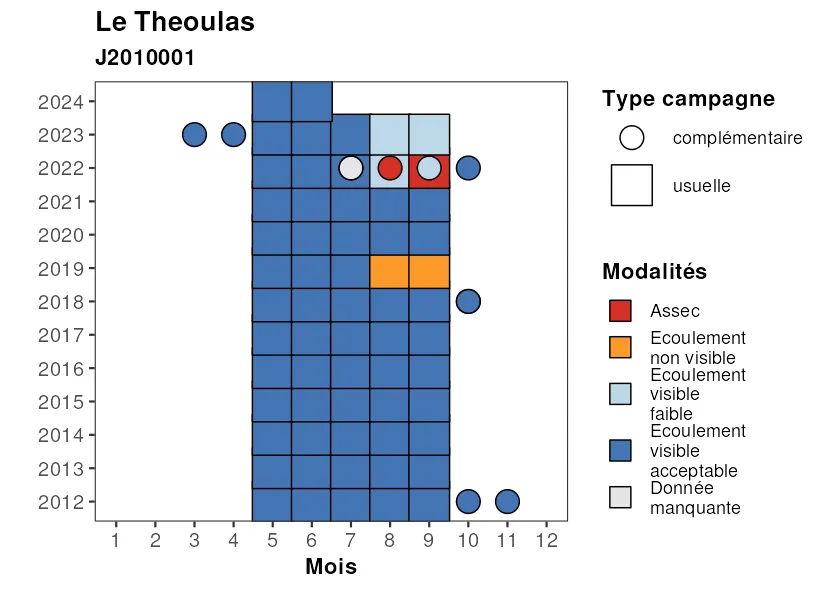 Le Theoulas
J2010001
2024
2023
2022
2021
2020
2019
2018
2017
2016
2015
2014
2013
2012
1 2 3 4 5 6 7 8 9 10 11 12
Mois
Type campagne
complémentaire
usuelle
Modalités
Assec
Ecoulement
non visible
Ecoulement
visible
faible
Ecoulement
visible
acceptable
Donnée
manquante